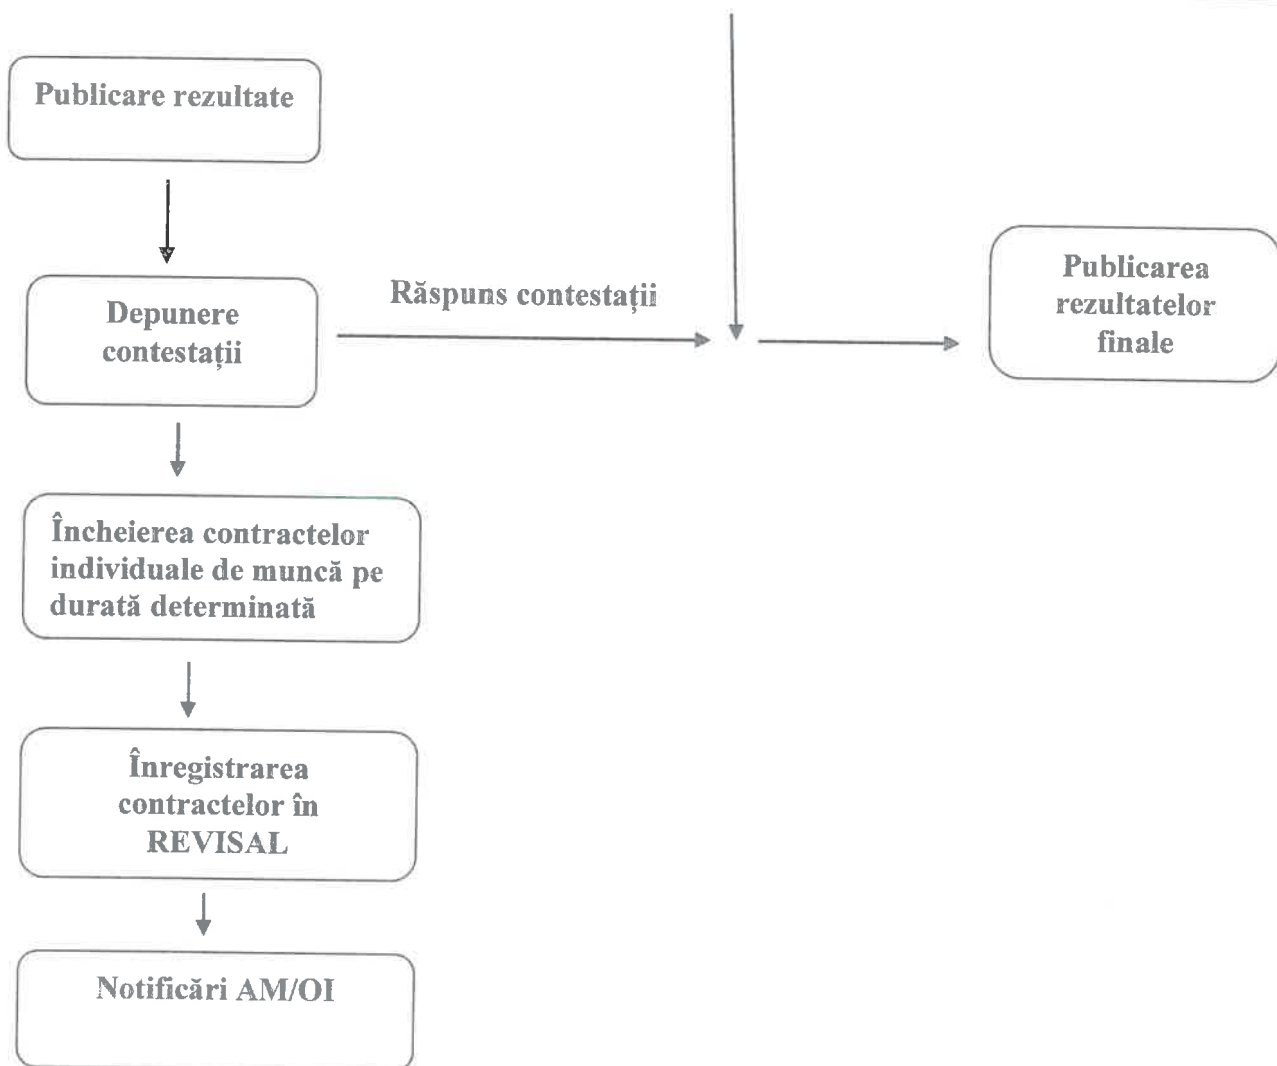 Publicare rezultate
Depunere
contestații
Răspuns contestații
Publicarea
rezultatelor
finale
Încheierea contractelor
individuale de muncă pe
durată determinată
Înregistrarea
contractelor în
REVISAL
Notificări AM/OI